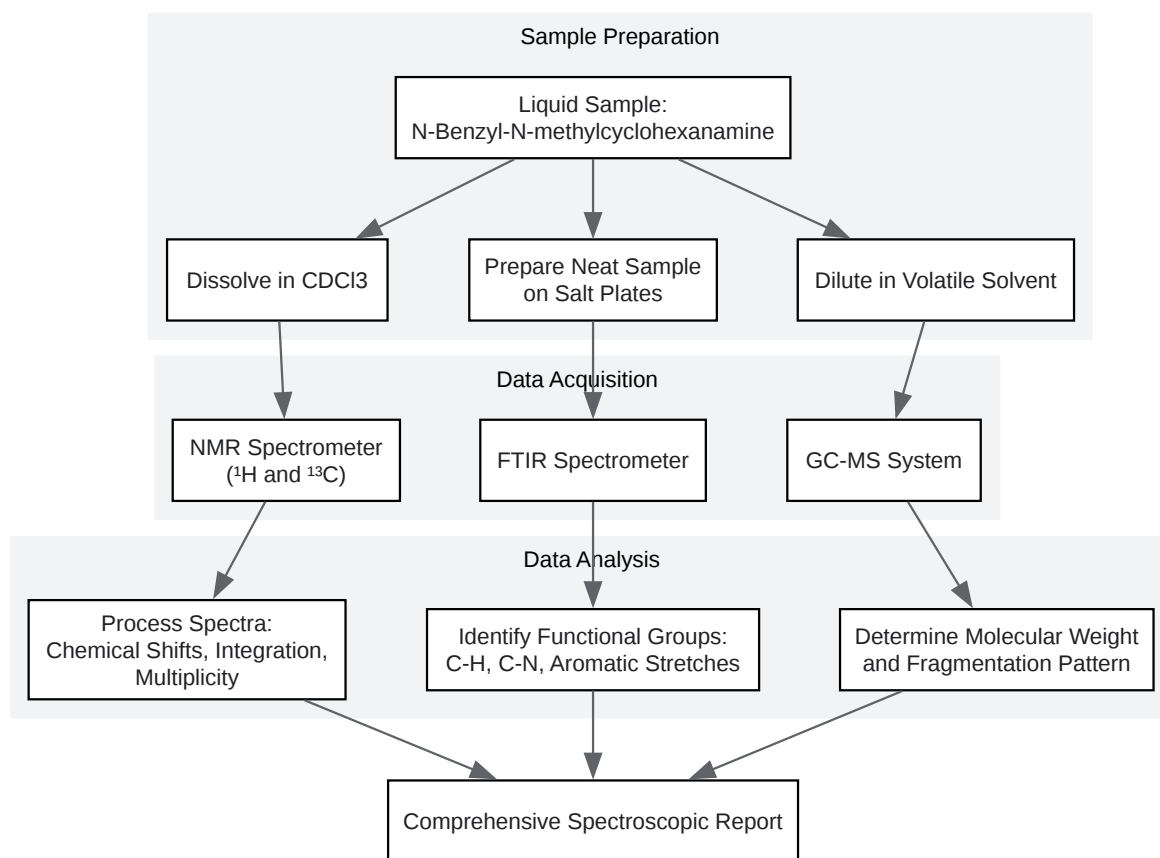 Sample Preparation
Liquid Sample:
N-Benzyl-N-methylcyclohexanamine
Dissolve in CDCl3
Prepare Neat Sample
on Salt Plates
Dilute in Volatile Solvent
Data Acquisition
NMR Spectrometer
(¹H and ¹³C)
FTIR Spectrometer
GC-MS System
Data Analysis
Process Spectra:
Chemical Shifts, Integration,
Multiplicity
Identify Functional Groups:
C-H, C-N, Aromatic Stretches
Determine Molecular Weight
and Fragmentation Pattern
Comprehensive Spectroscopic Report